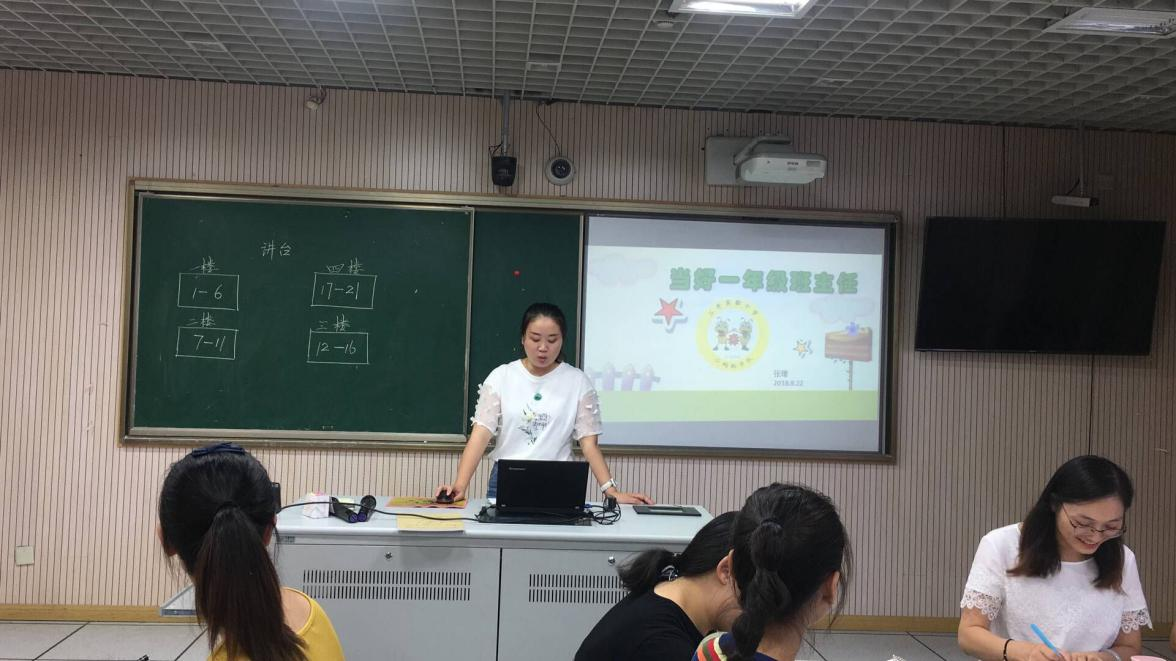 讲台
一楼
四楼
1-6
17-21
二楼
三楼
7-11
12-16
当好一年级班主任
张瑾
2018.8.22